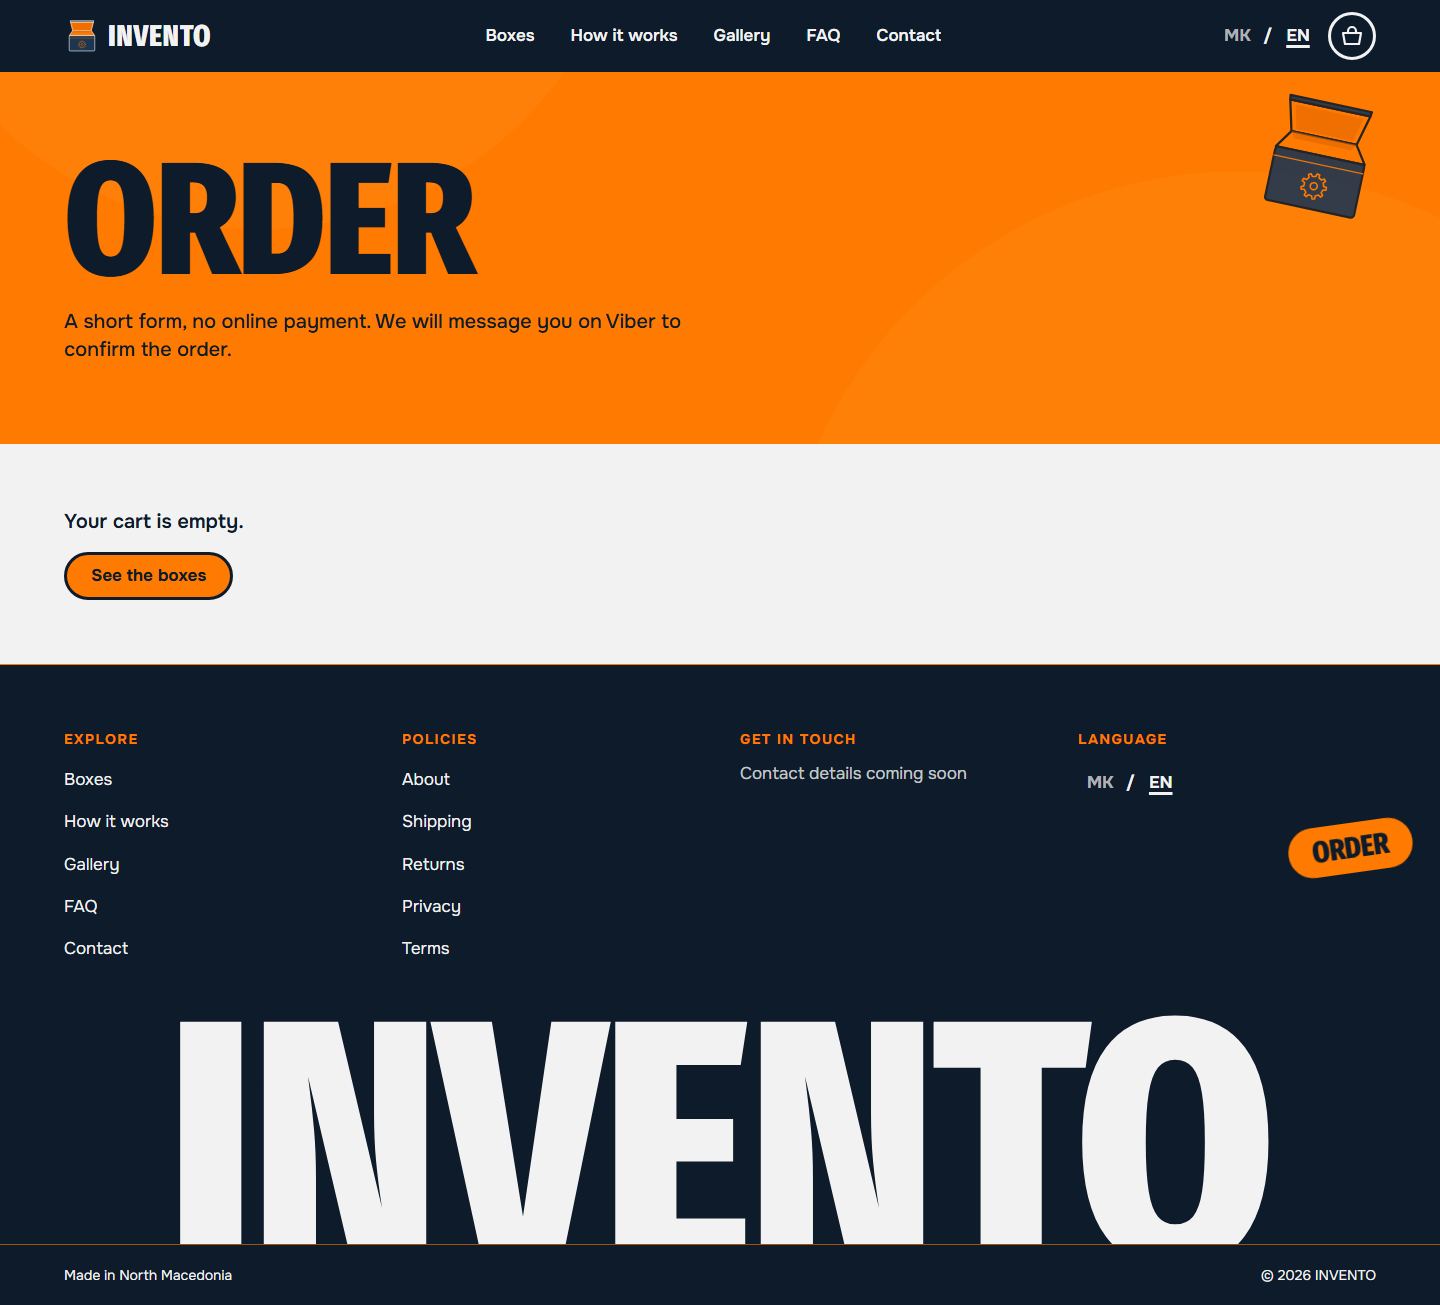 INVENTO
Boxes
How it works
Gallery
FAQ
Contact
MK / EN
ORDER
A short form, no online payment. We will message you on Viber to
confirm the order.
Your cart is empty.
See the boxes
EXPLORE
Boxes
How it works
Gallery
FAQ
Contact
POLICIES
About
Shipping
Returns
Privacy
Terms
GET IN TOUCH
Contact details coming soon
LANGUAGE
MK / EN
ORDER
INVENTO
Made in North Macedonia
© 2026 INVENTO